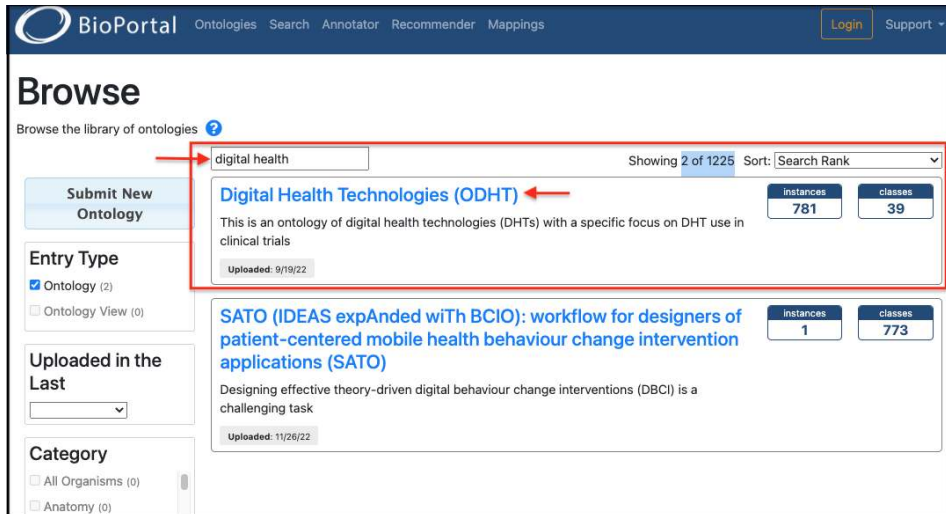 BioPortal Ontologies Search Annotator Recommender Mappings Login Support
Browse
Browse the library of ontologies ?
digital health
Showing 2 of 1225 Sort: Search Rank
Submit New
Ontology
Entry Type
Ontology (2)
Ontology View (0)
Uploaded in the
Last
Category
All Organisms (0)
Anatomy (0)
Digital Health Technologies (ODHT)
instances
781
classes
39
This is an ontology of digital health technologies (DHTs) with a specific focus on DHT use in
clinical trials
Uploaded: 9/19/22
SATO (IDEAS expAnded wiTh BCIO): workflow for designers of
patient-centered mobile health behaviour change intervention
applications (SATO)
instances
1
classes
773
Designing effective theory-driven digital behaviour change interventions (DBCI) is a
challenging task
Uploaded: 11/26/22